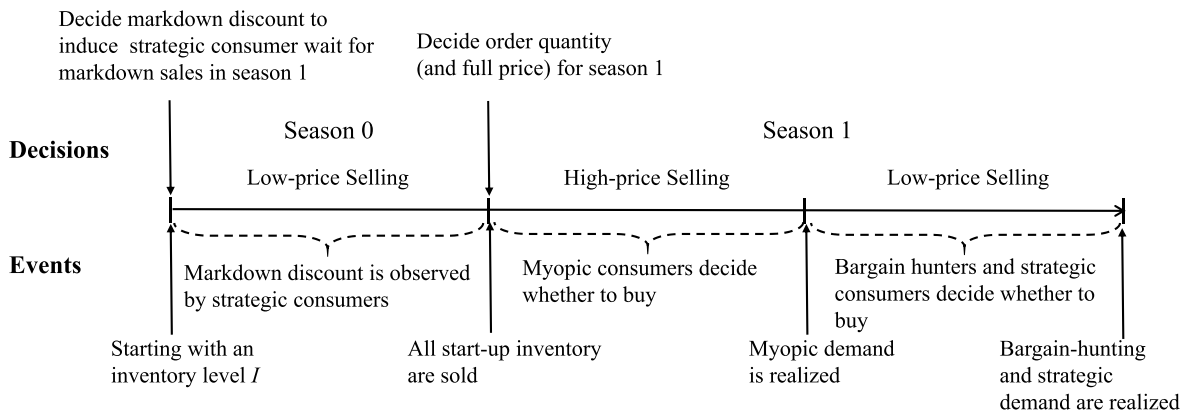 Decide markdown discount to
induce strategic consumer wait for
markdown sales in season 1
Decide order quantity
(and full price) for season 1
Season 0
Season 1
Decisions
Low-price Selling
High-price Selling
Low-price Selling
Events
Markdown discount is observed
by strategic consumers
Myopic consumers decide
whether to buy
Bargain hunters and strategic
consumers decide whether to
buy
Starting with an
inventory level I
All start-up inventory
are sold
Myopic demand
is realized
Bargain-hunting
and strategic
demand are realized